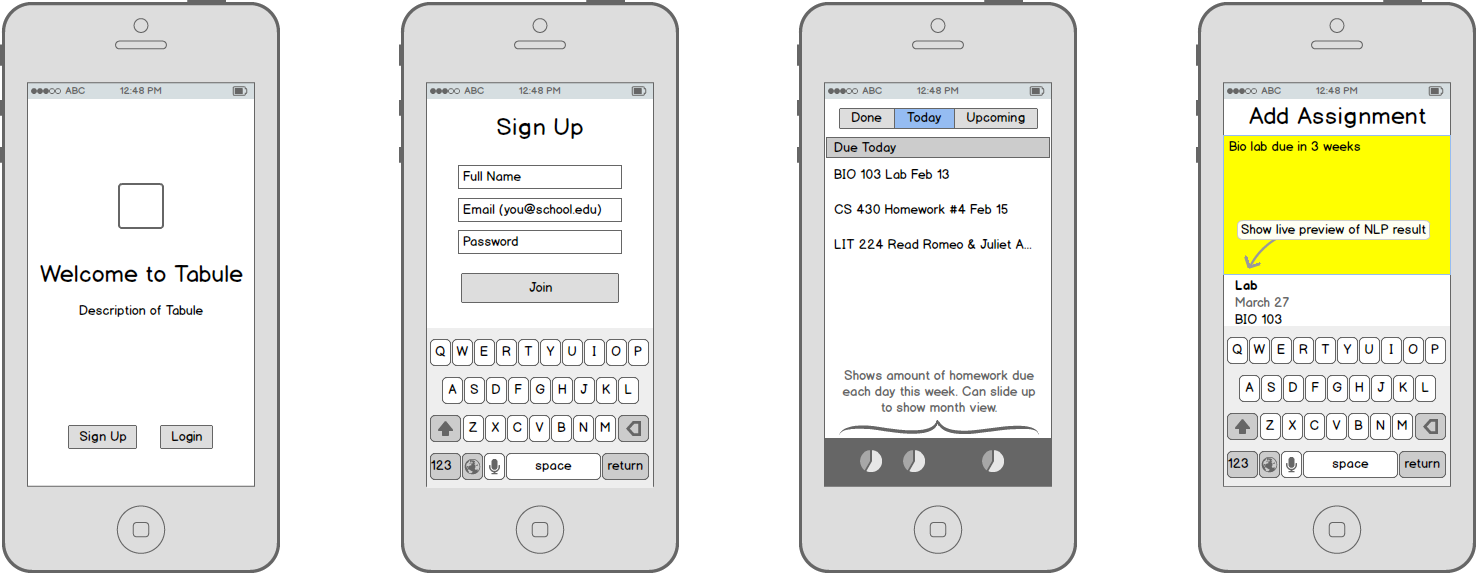 ABC 12:48 PM
Welcome to Tabule
Description of Tabule
Sign Up Login
ABC 12:48 PM
Sign Up
Full Name
Email (you@school.edu)
Password
Join
Q W E R T Y U I O P
A S D F G H J K L
Z X C V B N M
123 space return
ABC 12:48 PM
Done Today Upcoming
Due Today
BIO 103 Lab Feb 13
CS 430 Homework #4 Feb 15
LIT 224 Read Romeo & Juliet A...
Shows amount of homework due
each day this week. Can slide up
to show month view.
ABC 12:48 PM
Add Assignment
Bio lab due in 3 weeks
Show live preview of NLP result
Lab
March 27
BIO 103
Q W E R T Y U I O P
A S D F G H J K L
Z X C V B N M
123 space return